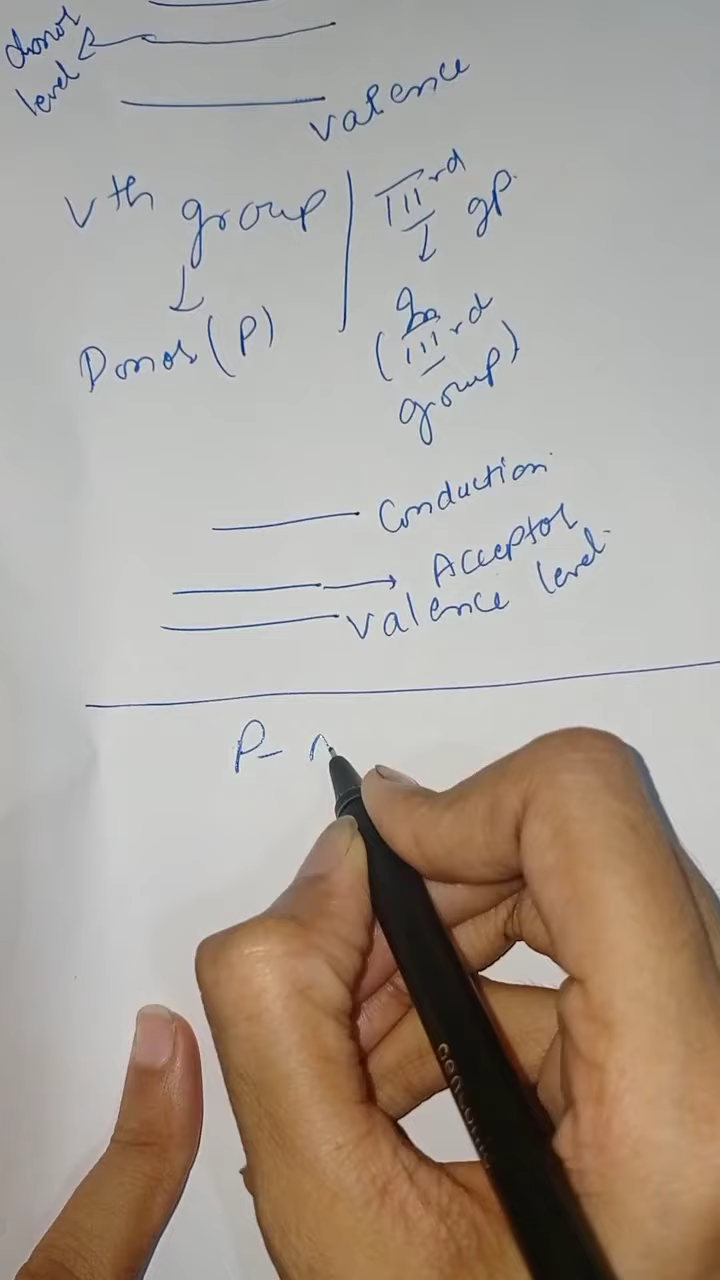 donor
level
valence
Vth group
IIIrd gp.
Donor (P)
(
IIIrd
group)
Conduction
Acceptor
valence level.
P- n